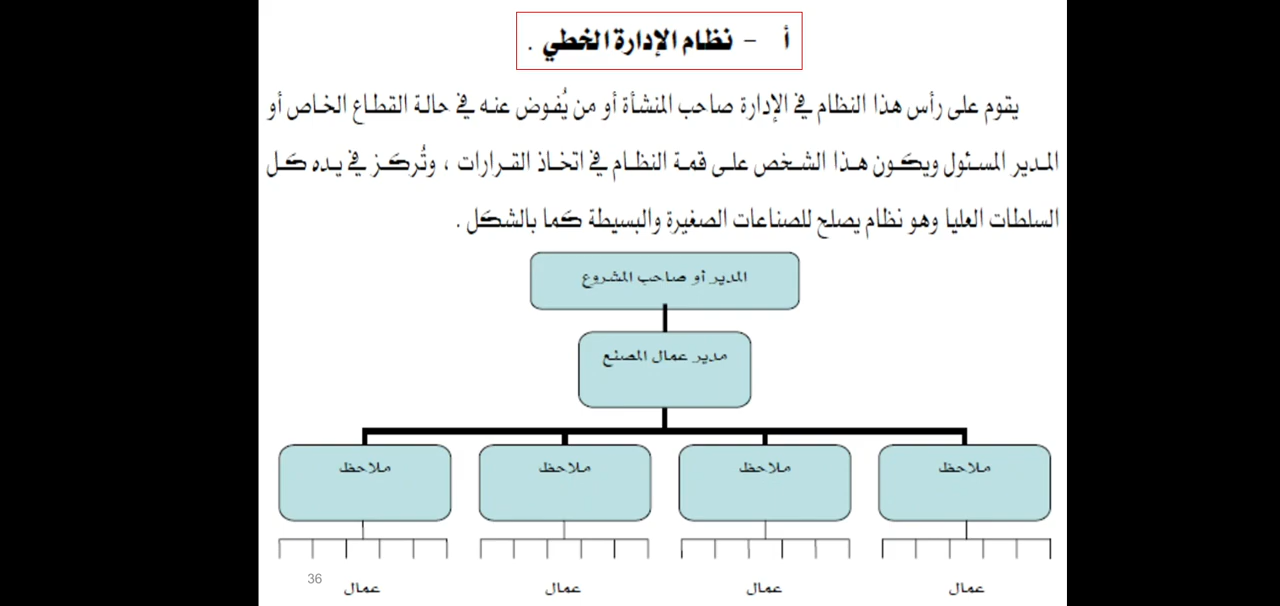 أ - نظام الإدارة الخطي .
يقوم على رأس هذا النظام في الإدارة صاحب المنشأة أو من يُفوض عنه في حالة القطاع الخاص أو
المدير المسئول ويكون هذا الشخص على قمة النظام في اتخاذ القرارات ، وتُركز في يده كل
السلطات العليا وهو نظام يصلح للصناعات الصغيرة والبسيطة كما بالشكل .
المدير أو صاحب المشروع
مدير عمال المصنع
ملاحظ ملاحظ ملاحظ ملاحظ
عمال عمال عمال عمال
36